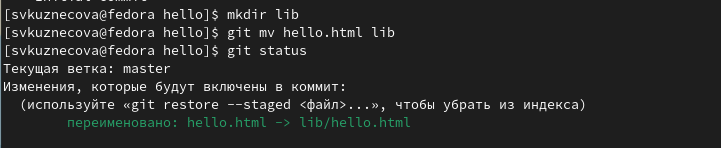 [svkuznecova@fedora hello]$ mkdir lib
[svkuznecova@fedora hello]$ git mv hello.html lib
[svkuznecova@fedora hello]$ git status
Текущая ветка: master
Изменения, которые будут включены в коммит:
  (используйте «git restore --staged <файл>...», чтобы убрать из индекса)
        переименовано: hello.html -> lib/hello.html